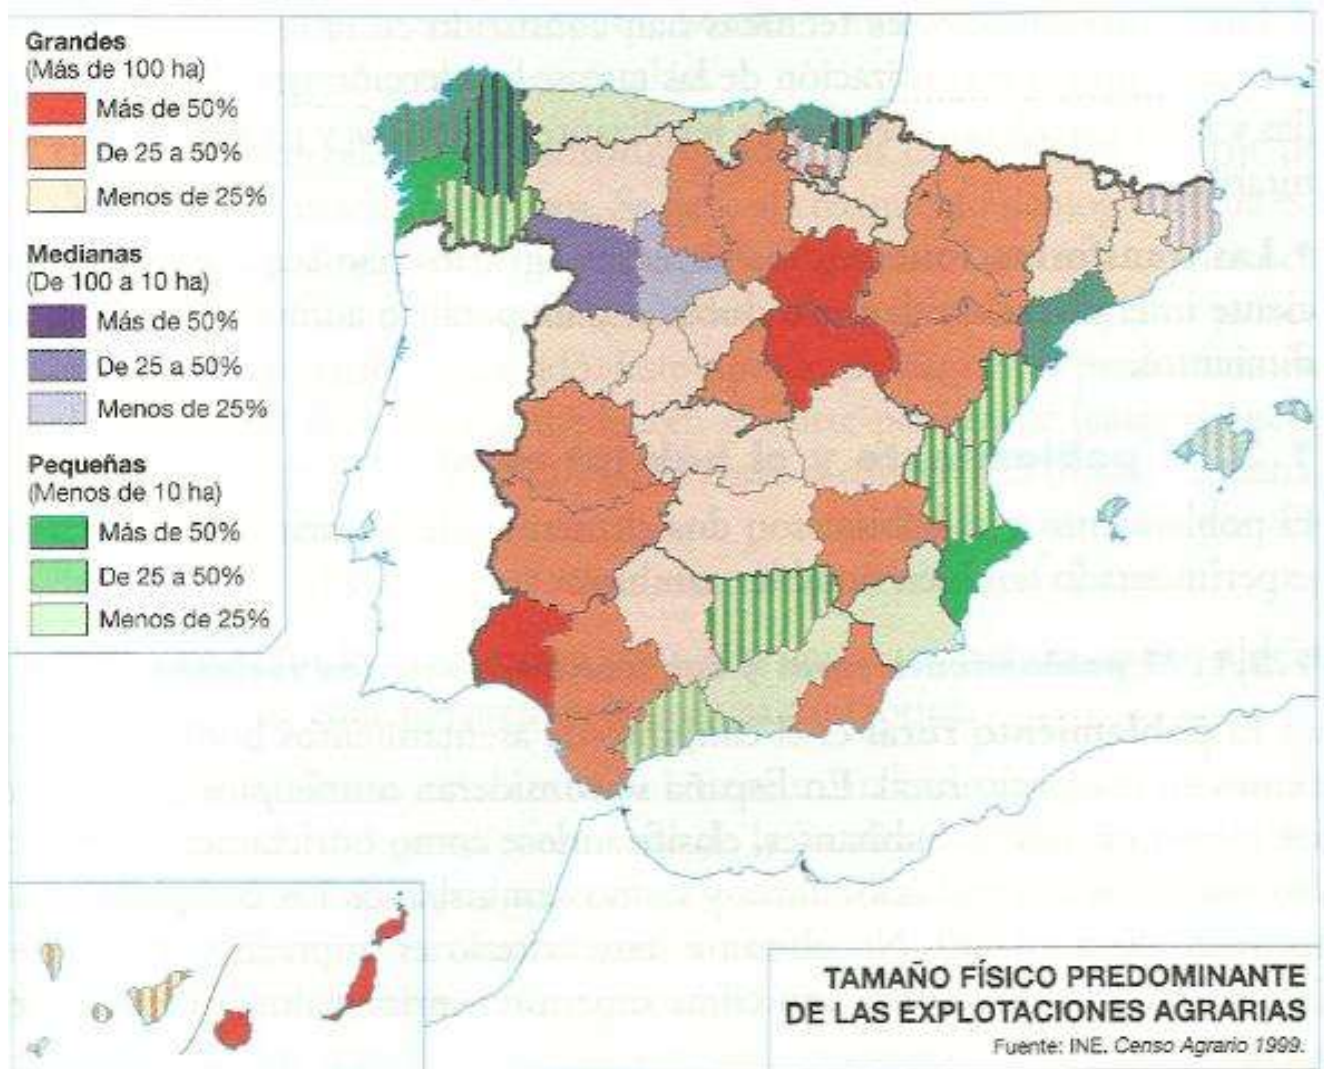 Grandes
(Más de 100 ha)
Más de 50%
De 25 a 50%
Menos de 25%
Medianas
(De 100 a 10 ha)
Más de 50%
De 25 a 50%
Menos de 25%
Pequeñas
(Menos de 10 ha)
Más de 50%
De 25 a 50%
Menos de 25%
TAMAÑO FÍSICO PREDOMINANTE
DE LAS EXPLOTACIONES AGRARIAS
Fuente: INE. Censo Agrario 1999.